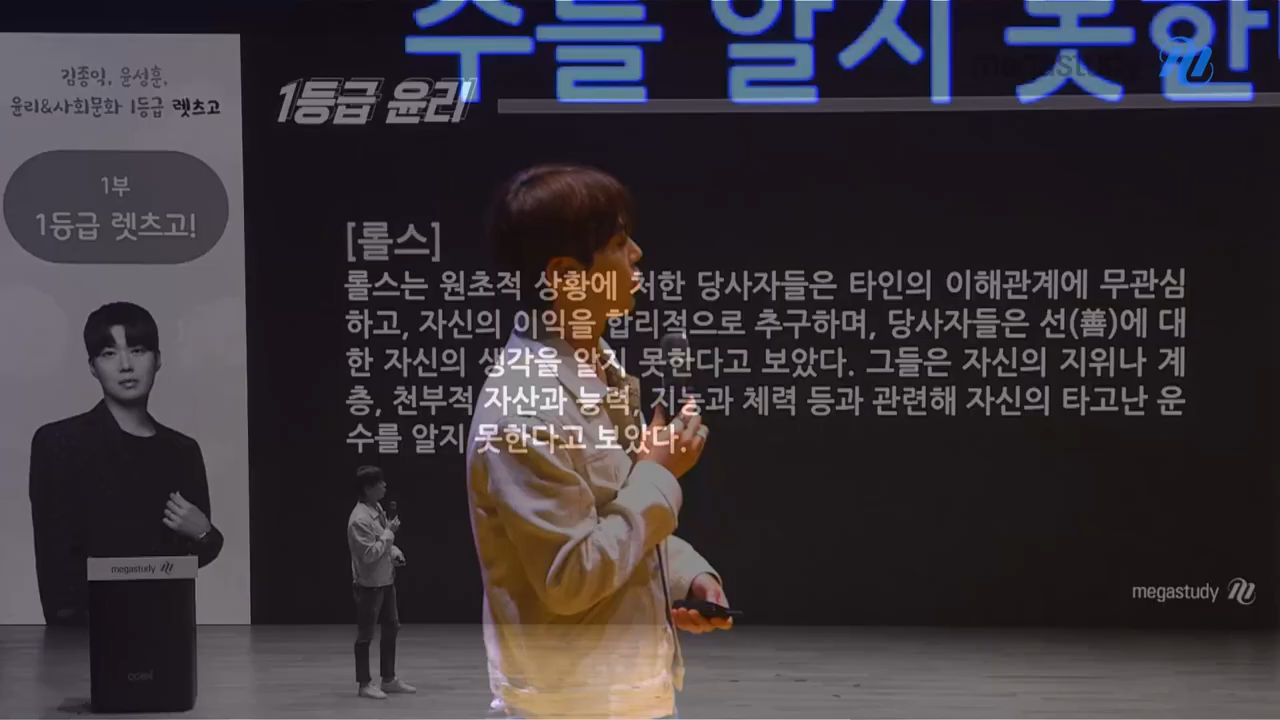 수를 알지 못한
megastudy
김종익, 윤성훈,
윤리&사회문화 1등급 렛츠고
1등급 윤리
1부
1등급 렛츠고!
[롤스]
롤스는 원초적 상황에 처한 당사자들은 타인의 이해관계에 무관심
하고, 자신의 이익을 합리적으로 추구하며, 당사자들은 선(善)에 대
한 자신의 생각을 알지 못한다고 보았다. 그들은 자신의 지위나 계
층, 천부적 자산과 능력, 지능과 체력 등과 관련해 자신의 타고난 운
수를 알지 못한다고 보았다.
megastudy
megastudy
coex